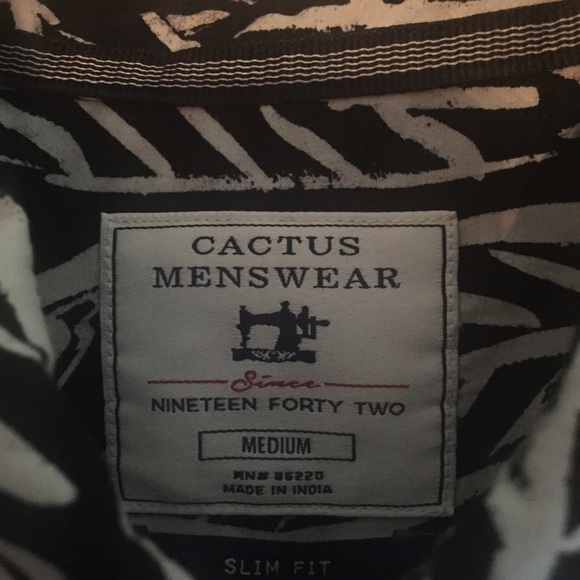 CACTUS
MENSWEAR
Since
NINETEEN FORTY TWO
MEDIUM
RN# 86220
MADE IN INDIA
SLIM FIT